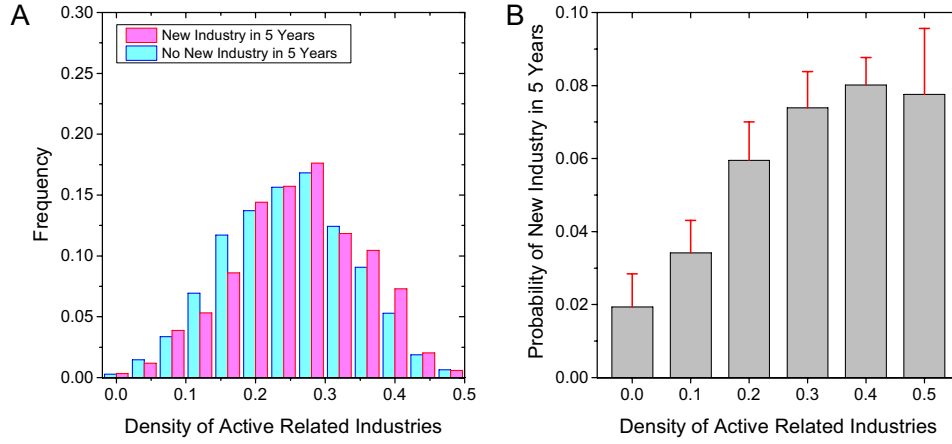 A
New Industry in 5 Years
No New Industry in 5 Years
Frequency
0.30
0.25
0.20
0.15
0.10
0.05
0.00
0.0 0.1 0.2 0.3 0.4 0.5
Density of Active Related Industries
B
Probability of New Industry in 5 Years
0.10
0.08
0.06
0.04
0.02
0.00
0.0 0.1 0.2 0.3 0.4 0.5
Density of Active Related Industries